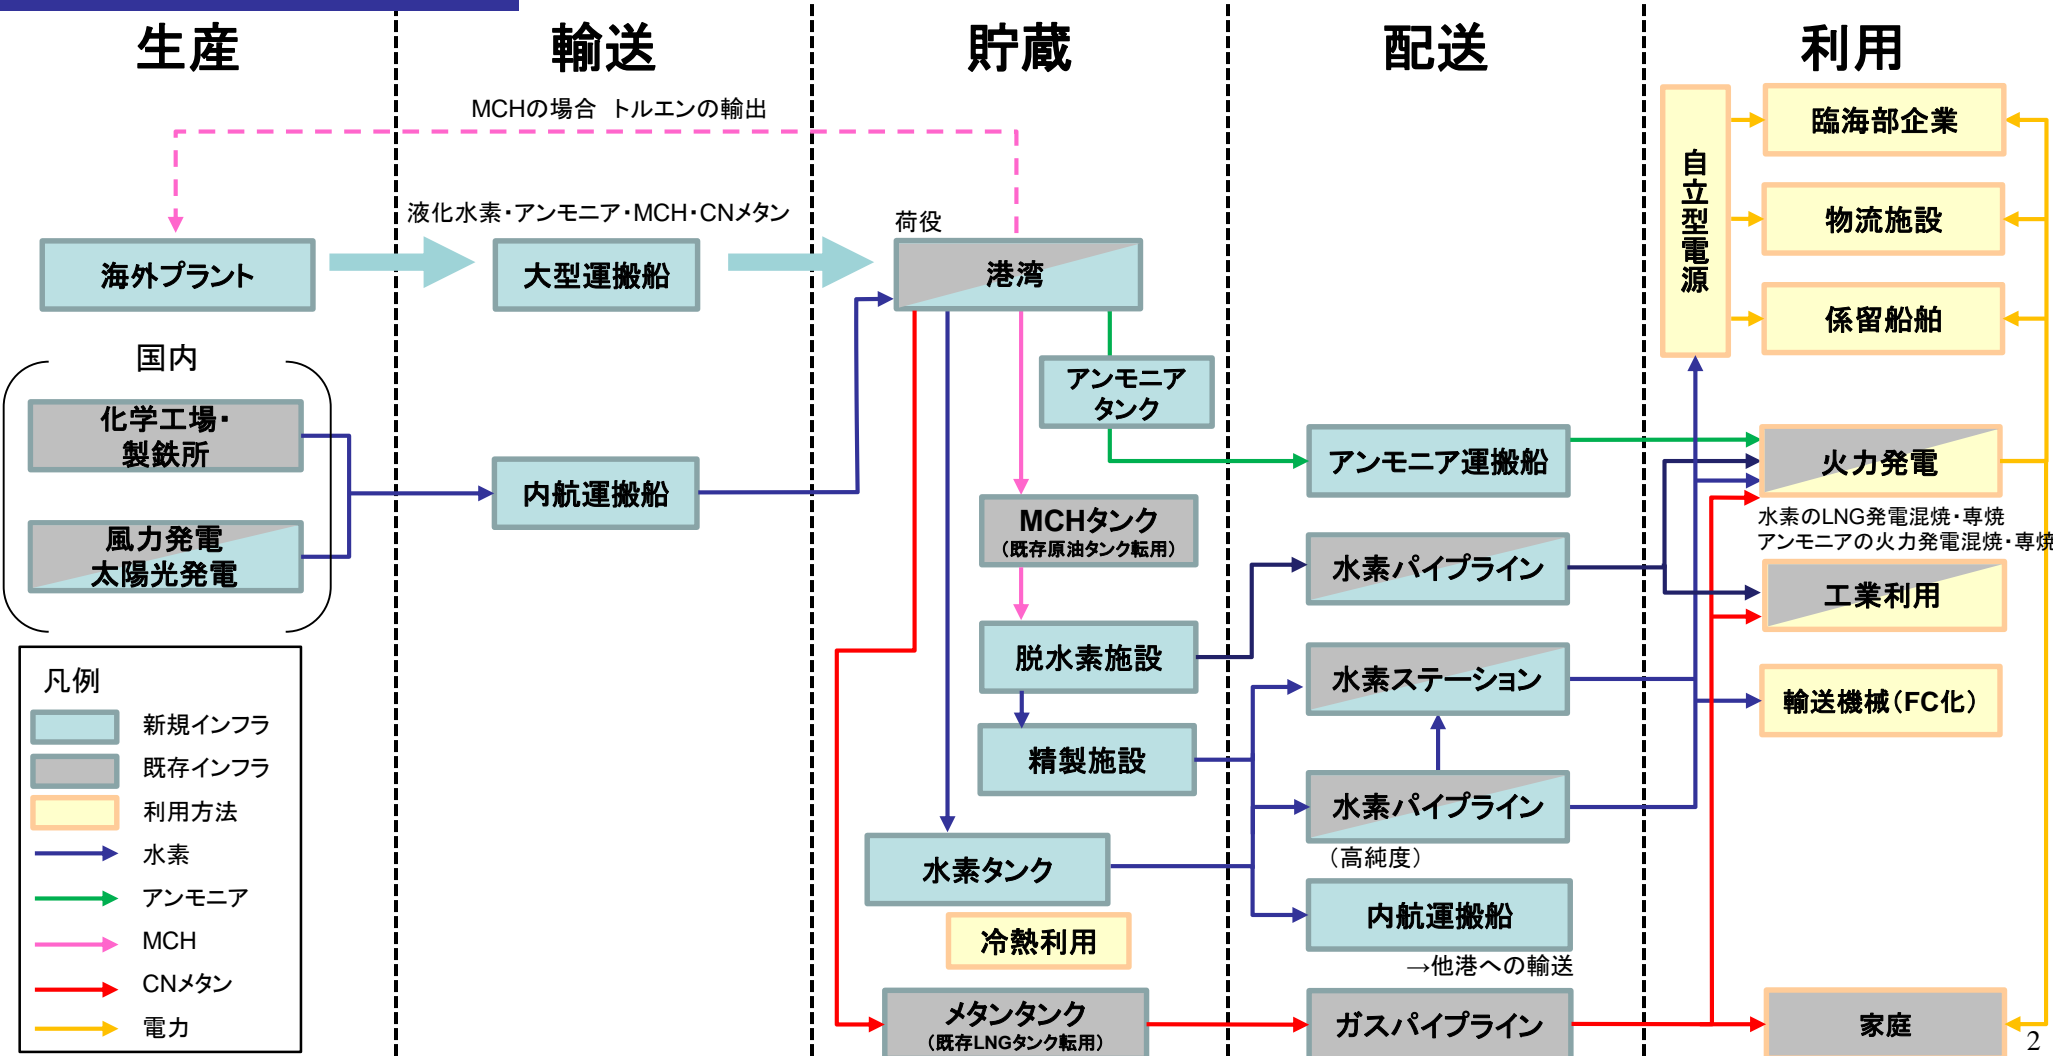 生産
輸送
貯蔵
配送
利用
MCHの場合 トルエンの輸出
液化水素・アンモニア・MCH・CNメタン
荷役
海外プラント
大型運搬船
港湾
国内
化学工場・
製鉄所
風力発電
太陽光発電
内航運搬船
アンモニア
タンク
MCHタンク
（既存原油タンク転用）
脱水素施設
精製施設
水素タンク
冷熱利用
メタンタンク
（既存LNGタンク転用）
アンモニア運搬船
水素パイプライン
水素ステーション
水素パイプライン
（高純度）
内航運搬船
→他港への輸送
ガスパイプライン
自立型電源
臨海部企業
物流施設
係留船舶
火力発電
水素のLNG発電混焼・専焼
アンモニアの火力発電混焼・専焼
工業利用
輸送機械（FC化）
家庭
凡例
新規インフラ
既存インフラ
利用方法
水素
アンモニア
MCH
CNメタン
電力
2